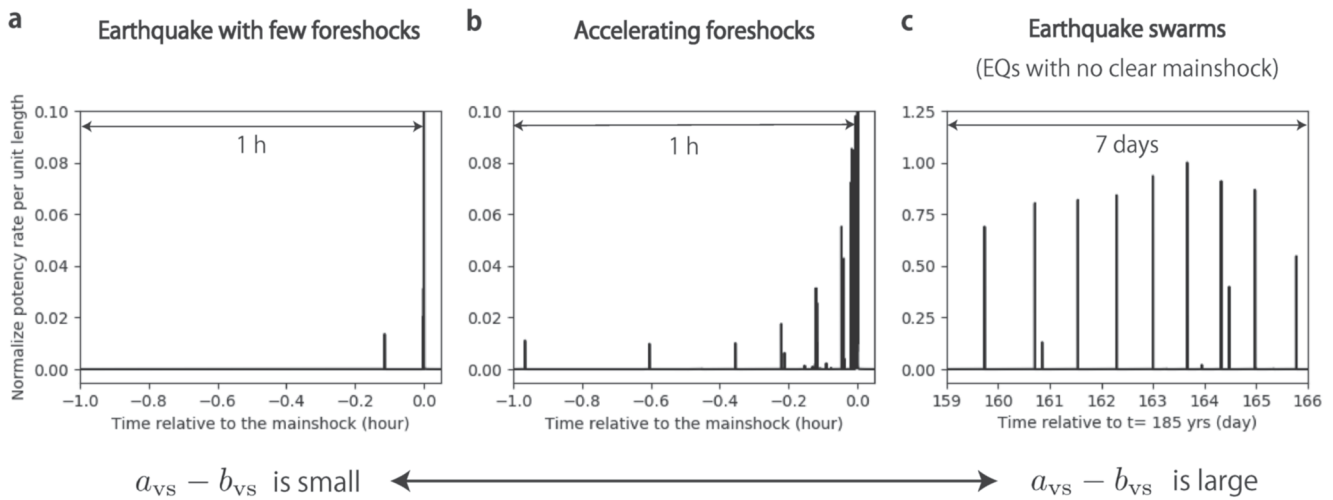 a Earthquake with few foreshocks
b Accelerating foreshocks
c Earthquake swarms
(EQs with no clear mainshock)
Normalize potency rate per unit length
0.10
0.08
0.06
0.04
0.02
0.00
1 h
−1.0 −0.8 −0.6 −0.4 −0.2 0.0
Time relative to the mainshock (hour)
0.10
0.08
0.06
0.04
0.02
0.00
1 h
−1.0 −0.8 −0.6 −0.4 −0.2 0.0
Time relative to the mainshock (hour)
1.25
1.00
0.75
0.50
0.25
0.00
7 days
159 160 161 162 163 164 165 166
Time relative to t= 185 yrs (day)
a_vs − b_vs is small
a_vs − b_vs is large